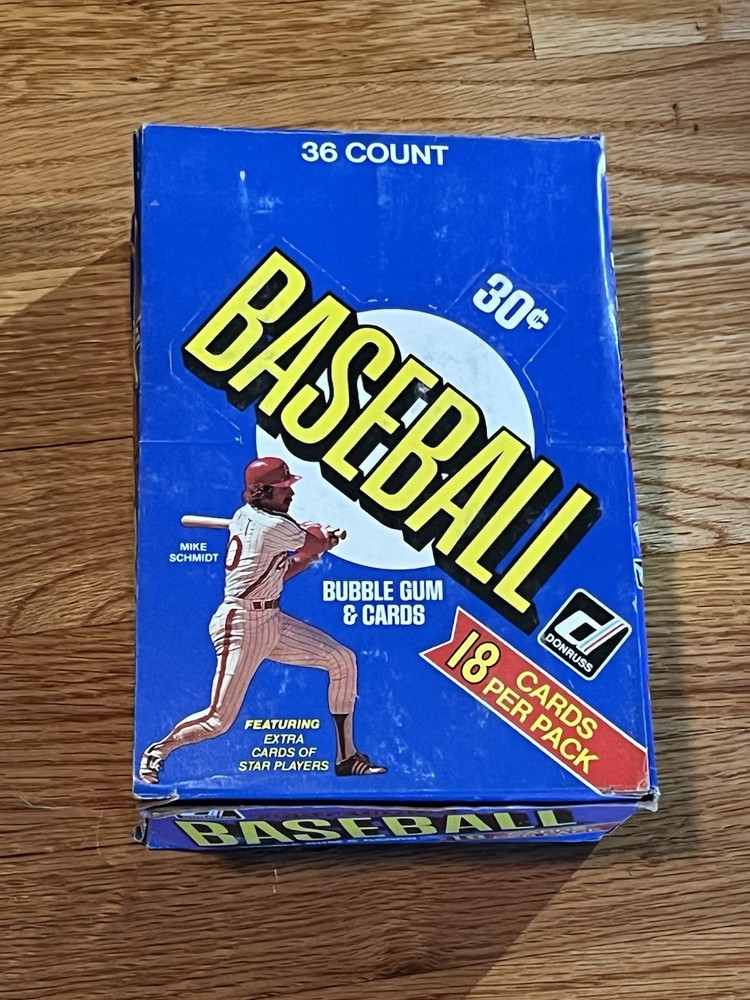 36 COUNT
30¢
BASEBALL
MIKE
SCHMIDT
BUBBLE GUM
& CARDS
DONRUSS
18 CARDS
PER PACK
FEATURING
EXTRA
CARDS OF
STAR PLAYERS
BASEBALL